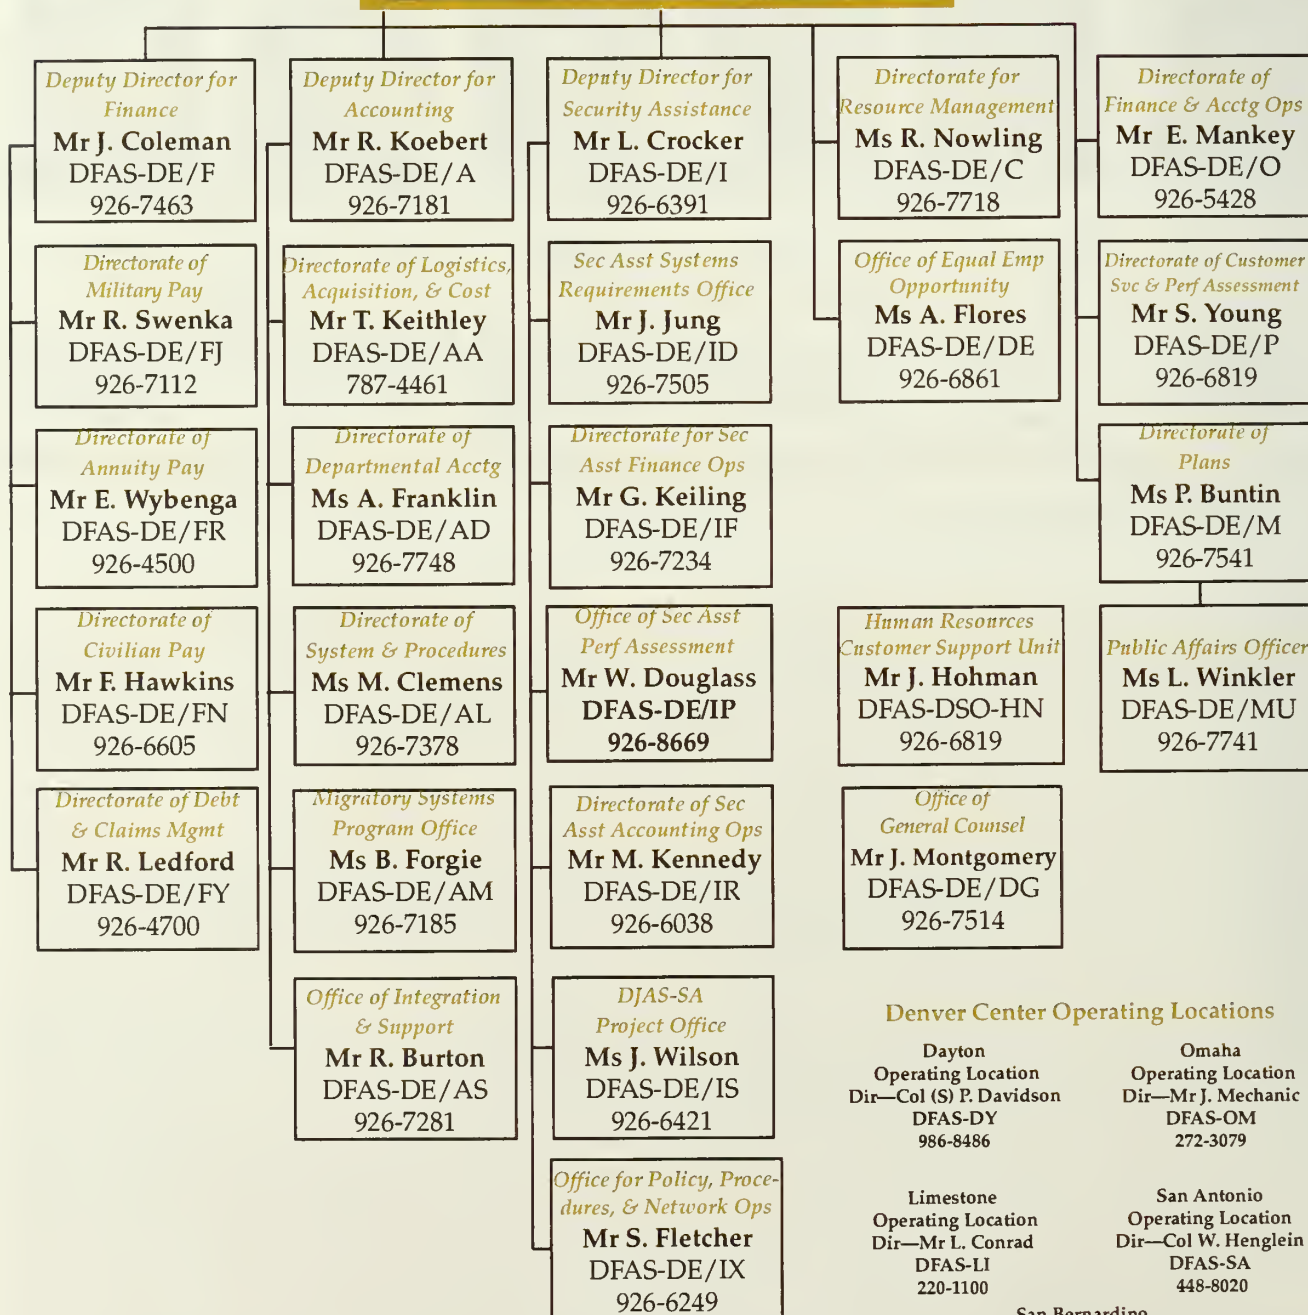 Deputy Director for
Finance
Mr J. Coleman
DFAS-DE/F
926-7463
Directorate of
Military Pay
Mr R. Swenka
DFAS-DE/FJ
926-7112
Directorate of
Annuity Pay
Mr E. Wybenga
DFAS-DE/FR
926-4500
Directorate of
Civilian Pay
Mr F. Hawkins
DFAS-DE/FN
926-6605
Directorate of Debt
& Claims Mgmt
Mr R. Ledford
DFAS-DE/FY
926-4700
Deputy Director for
Accounting
Mr R. Koebert
DFAS-DE/A
926-7181
Directorate of Logistics,
Acquisition, & Cost
Mr T. Keithley
DFAS-DE/AA
787-4461
Directorate of
Departmental Acctg
Ms A. Franklin
DFAS-DE/AD
926-7748
Directorate of
System & Procedures
Ms M. Clemens
DFAS-DE/AL
926-7378
Migratory Systems
Program Office
Ms B. Forgie
DFAS-DE/AM
926-7185
Office of Integration
& Support
Mr R. Burton
DFAS-DE/AS
926-7281
Deputy Director for
Security Assistance
Mr L. Crocker
DFAS-DE/I
926-6391
Sec Asst Systems
Requirements Office
Mr J. Jung
DFAS-DE/ID
926-7505
Directorate for Sec
Asst Finance Ops
Mr G. Keiling
DFAS-DE/IF
926-7234
Office of Sec Asst
Perf Assessment
Mr W. Douglass
DFAS-DE/IP
926-8669
Directorate of Sec
Asst Accounting Ops
Mr M. Kennedy
DFAS-DE/IR
926-6038
DJAS-SA
Project Office
Ms J. Wilson
DFAS-DE/IS
926-6421
Office for Policy, Proce-
dures, & Network Ops
Mr S. Fletcher
DFAS-DE/IX
926-6249
Directorate for
Resource Management
Ms R. Nowling
DFAS-DE/C
926-7718
Office of Equal Emp
Opportunity
Ms A. Flores
DFAS-DE/DE
926-6861
Human Resources
Customer Support Unit
Mr J. Hohman
DFAS-DSO-HN
926-6819
Office of
General Counsel
Mr J. Montgomery
DFAS-DE/DG
926-7514
Directorate of
Finance & Acctg Ops
Mr E. Mankey
DFAS-DE/O
926-5428
Directorate of Customer
Svc & Perf Assessment
Mr S. Young
DFAS-DE/P
926-6819
Directorate of
Plans
Ms P. Buntin
DFAS-DE/M
926-7541
Public Affairs Officer
Ms L. Winkler
DFAS-DE/MU
926-7741
Denver Center Operating Locations
Dayton
Operating Location
Dir—Col (S) P. Davidson
DFAS-DY
986-8486
Omaha
Operating Location
Dir—Mr J. Mechanic
DFAS-OM
272-3079
Limestone
Operating Location
Dir—Mr L. Conrad
DFAS-LI
220-1100
San Antonio
Operating Location
Dir—Col W. Henglein
DFAS-SA
448-8020
San Bernardino